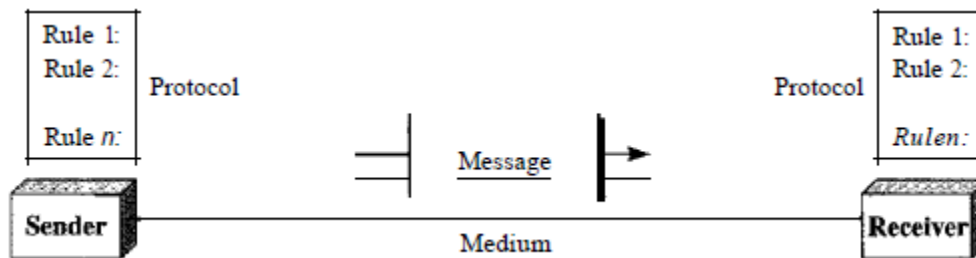 Rule 1:
Rule 2:
Protocol
Rule n:
Sender
Message
Medium
Rule 1:
Rule 2:
Protocol
Rulen:
Receiver